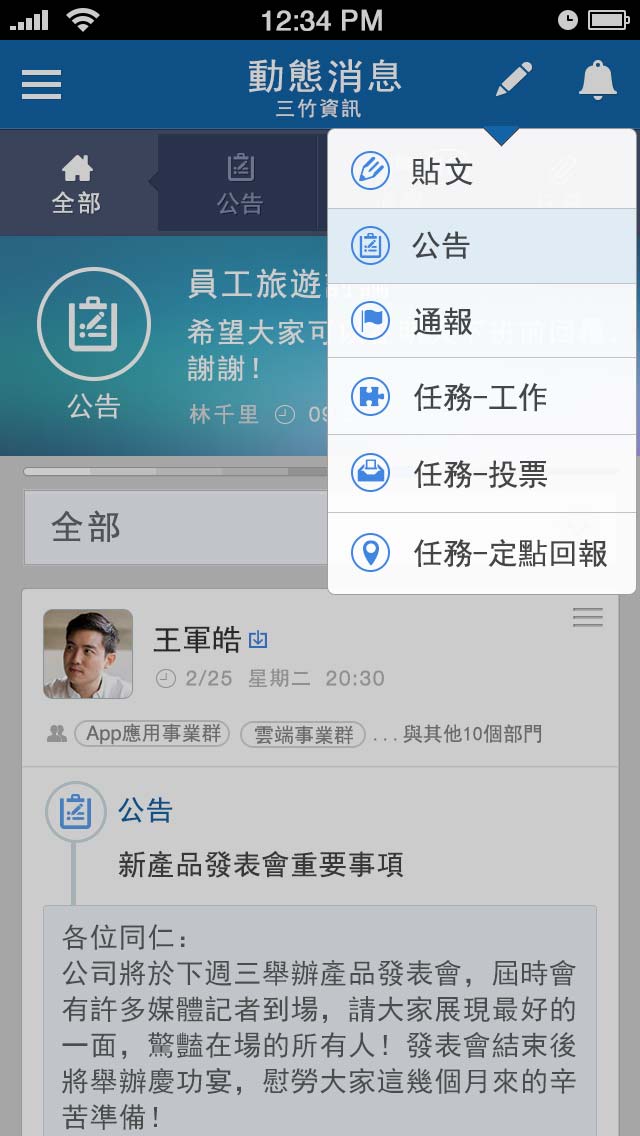 12:34 PM
動態消息
三竹資訊
全部
公告
貼文
公告
通報
任務-工作
任務-投票
任務-定點回報
員工旅遊
希望大家可
謝謝！
公告
林千里 09
全部
王軍皓
2/25 星期二 20:30
App應用事業群 雲端事業群 ...與其他10個部門
公告
新產品發表會重要事項
各位同仁：
公司將於下週三舉辦產品發表會，屆時會
有許多媒體記者到場，請大家展現最好的
一面，驚豔在場的所有人！發表會結束後
將舉辦慶功宴，慰勞大家這幾個月來的辛
苦準備！